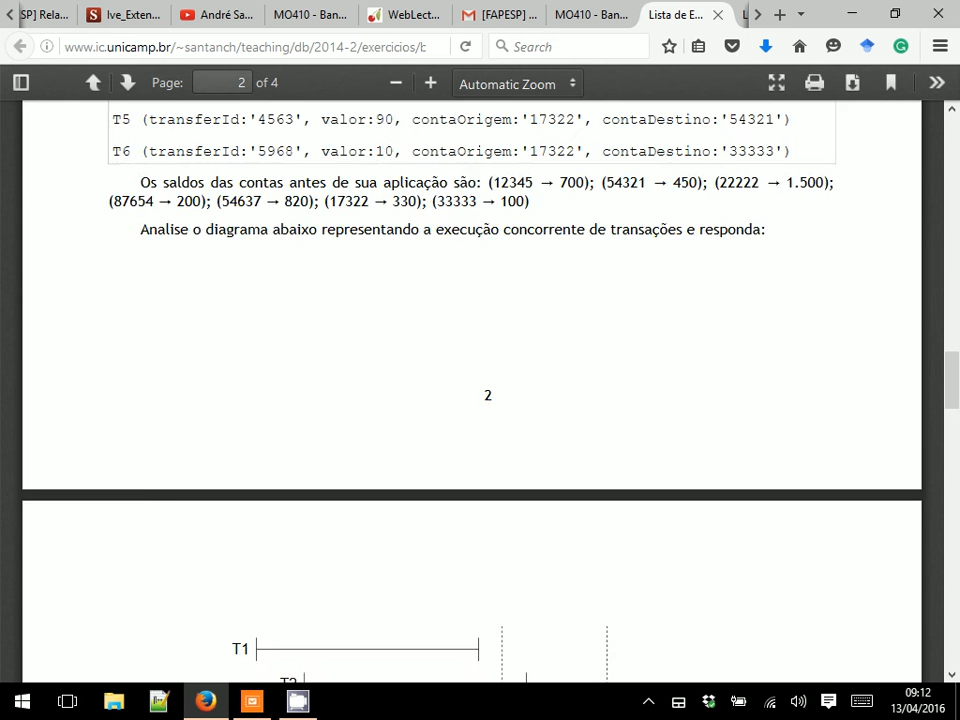 SP] Rela...
Ive_Exten...
André Sa...
MO410 - Ban...
WebLect...
[FAPESP] ...
MO410 - Ban...
Lista de E...
www.ic.unicamp.br/~santanch/teaching/db/2014-2/exercicios/b
Search
Page: 2 of 4
Automatic Zoom
T5 (transferId:'4563', valor:90, contaOrigem:'17322', contaDestino:'54321')
T6 (transferId:'5968', valor:10, contaOrigem:'17322', contaDestino:'33333')
Os saldos das contas antes de sua aplicação são: (12345 → 700); (54321 → 450); (22222 → 1.500);
(87654 → 200); (54637 → 820); (17322 → 330); (33333 → 100)
Analise o diagrama abaixo representando a execução concorrente de transações e responda:
2
T1
T2
09:12
13/04/2016